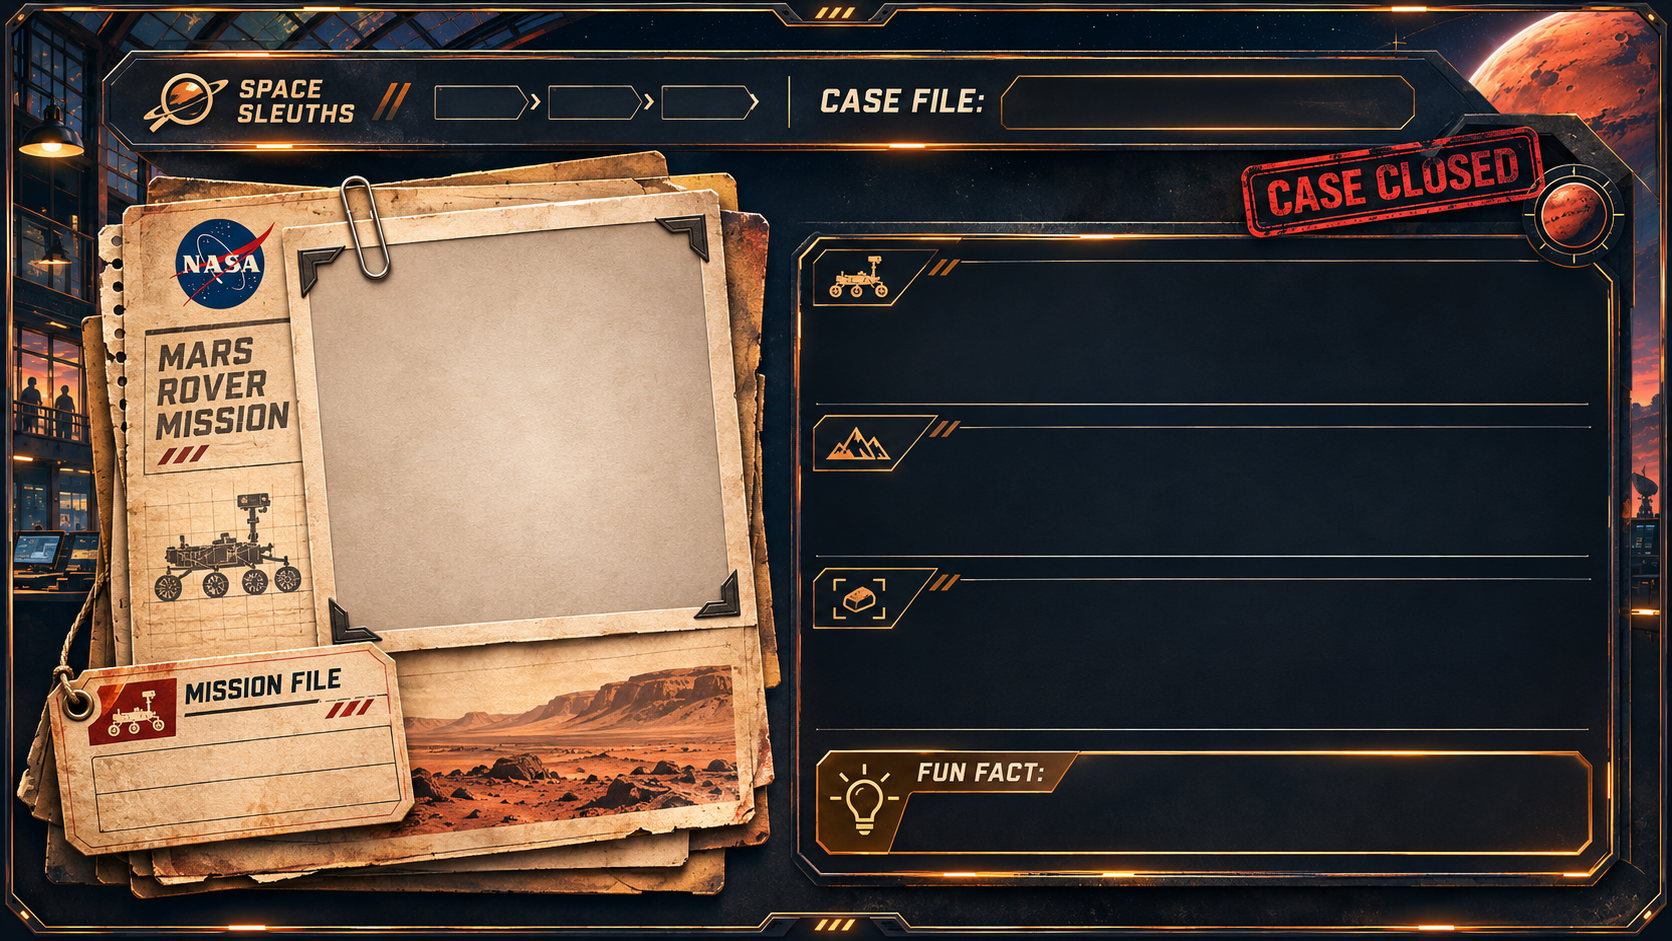 SPACE
SLEUTHS
CASE FILE:
CASE CLOSED
NASA
MARS
ROVER
MISSION
MISSION FILE
FUN FACT: